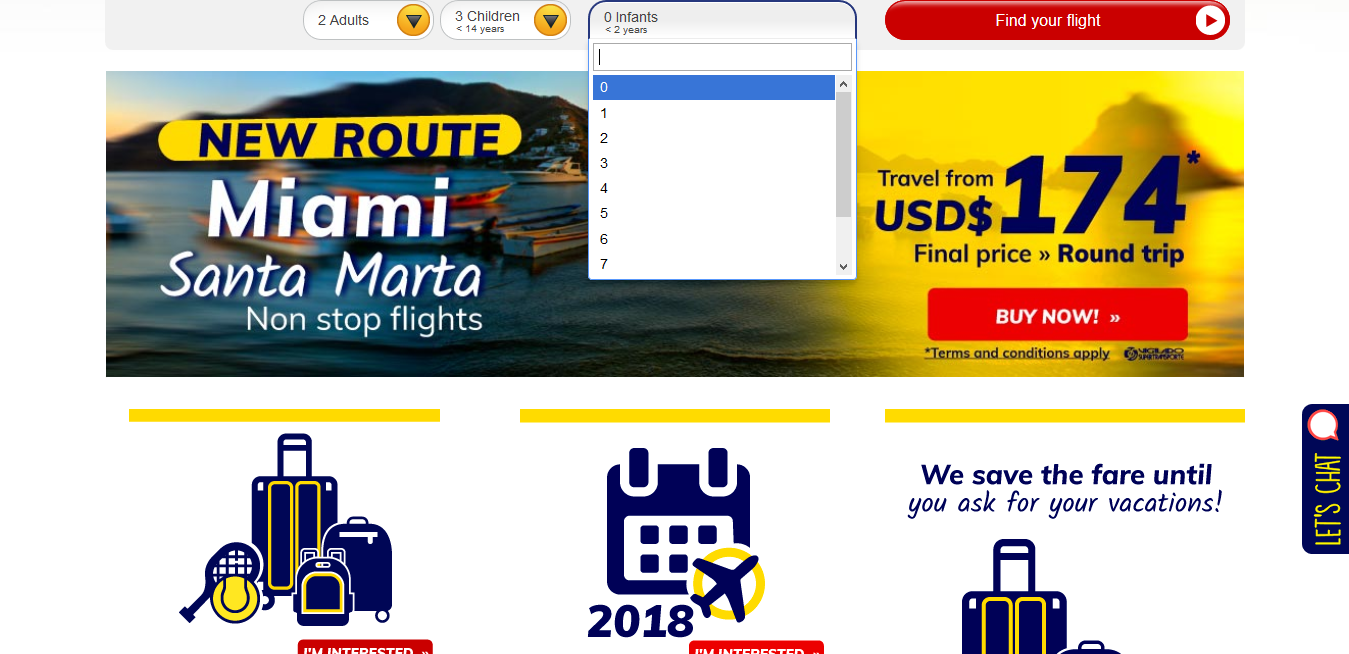 2 Adults
3 Children
< 14 years
0 Infants
< 2 years
Find your flight
0
1
2
3
4
5
6
7
NEW ROUTE
Miami
Santa Marta
Non stop flights
Travel from
USD$ 174*
Final price » Round trip
BUY NOW! »
*Terms and conditions apply
VIGILADO
SUPERTRANSPORTE
LET'S CHAT
We save the fare until
you ask for your vacations!
2018
I'M INTERESTED »
I'M INTERESTED »